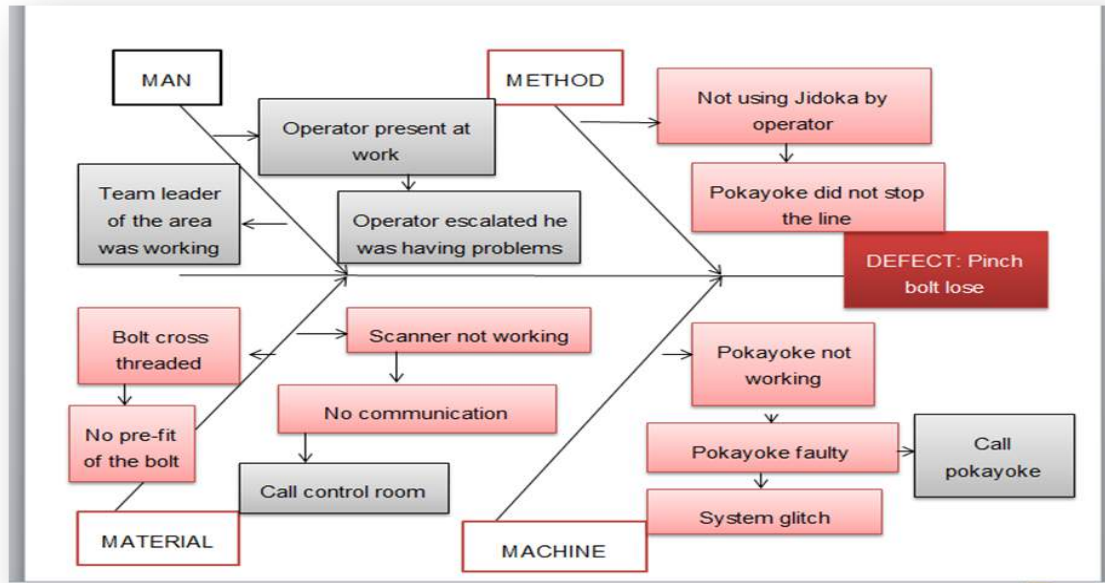 MAN
METHOD
Operator present at
work
Team leader
of the area
was working
Operator escalated he
was having problems
Not using Jidoka by
operator
Pokayoke did not stop
the line
DEFECT: Pinch
bolt lose
Bolt cross
threaded
No pre-fit
of the bolt
Scanner not working
No communication
Call control room
MATERIAL
Pokayoke not
working
Pokayoke faulty
Call
pokayoke
System glitch
MACHINE